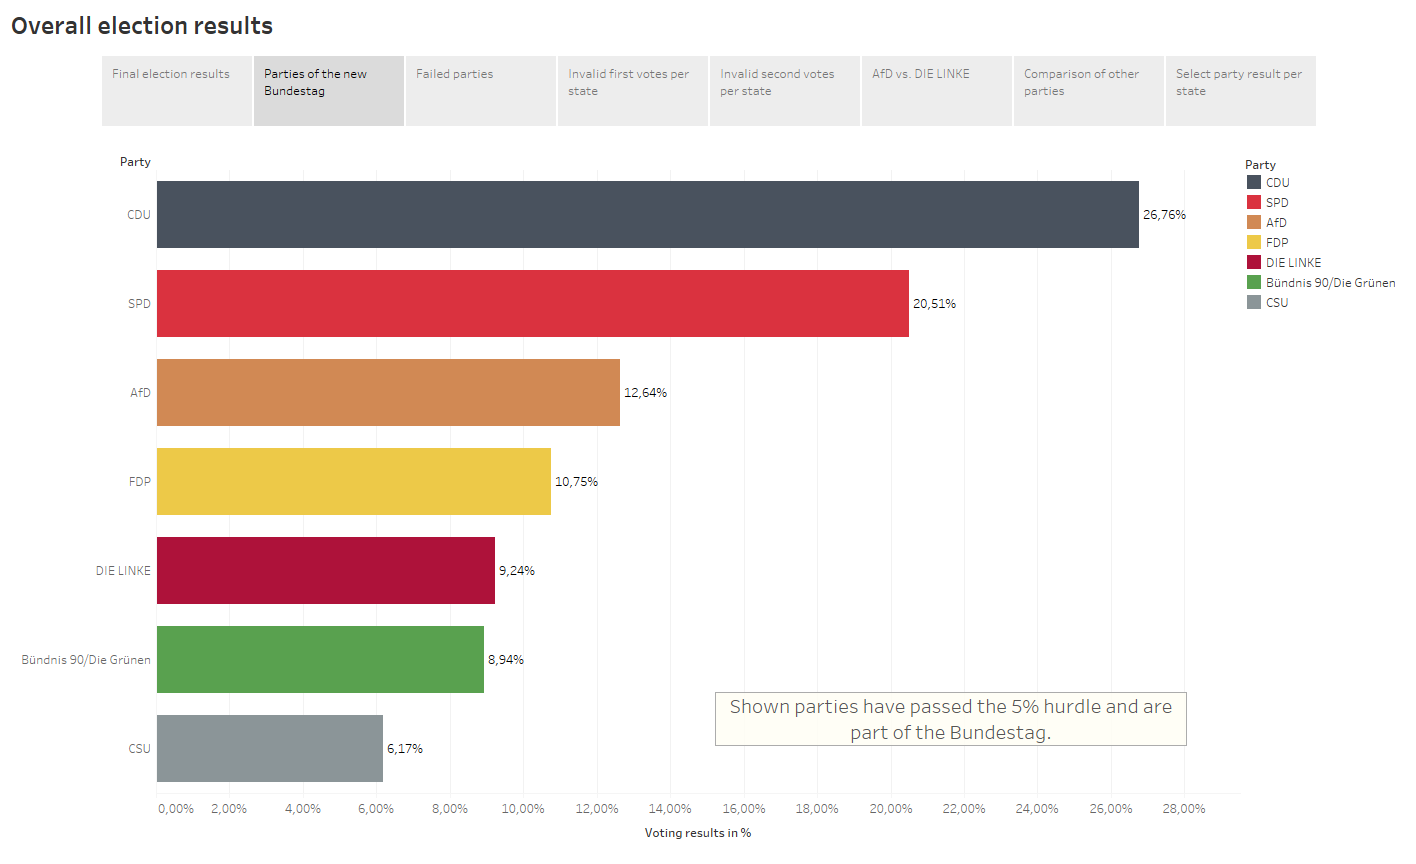 Overall election results
Final election results
Parties of the new
Bundestag
Failed parties
Invalid first votes per
state
Invalid second votes
per state
AfD vs. DIE LINKE
Comparison of other
parties
Select party result per
state
Party
CDU
26,76%
SPD
20,51%
AfD
12,64%
FDP
10,75%
DIE LINKE
9,24%
Bündnis 90/Die Grünen
8,94%
CSU
6,17%
Shown parties have passed the 5% hurdle and are
part of the Bundestag.
0,00% 2,00% 4,00% 6,00% 8,00% 10,00% 12,00% 14,00% 16,00% 18,00% 20,00% 22,00% 24,00% 26,00% 28,00%
Voting results in %
Party
CDU
SPD
AfD
FDP
DIE LINKE
Bündnis 90/Die Grünen
CSU